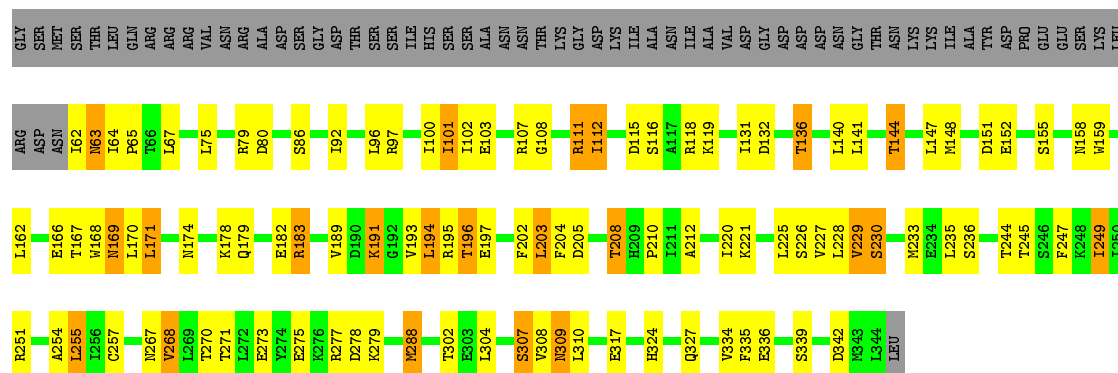 GLY SER MET SER THR LEU GLN ARG ARG ARG VAL ASN ARG ALA ASP SER GLY ASP THR SER SER ILE HIS SER SER ALA ASN ASN THR LYS GLY ASP LYS ILE ALA ASN ILE ALA VAL ASP GLY ASP ASP ASP ASN GLY THR ASN LYS LYS ILE ALA TYR ASP PRO GLU GLU SER LYS LEU
ARG ASP ASN I62 N63 I64 P65 T66 L67 L75 R79 D80 S86 I92 L96 R97 I100 I101 I102 E103 R107 G108 R111 I112 D115 S116 A117 R118 K119 I131 D132 T136 L140 L141 T144 L147 M148 D151 E152 S155 N158 W159
L162 E166 T167 W168 N169 L170 L171 N174 K178 Q179 E182 R183 V189 D190 K191 G192 V193 L194 R195 T196 E197 F202 L203 F204 D205 T208 H209 P210 I211 A212 I220 K221 L225 S226 V227 L228 V229 S230 M233 E234 L235 S236 T244 T245 S246 F247 K248 I249
R251 A254 L255 I256 C257 N267 V268 L269 T270 T271 L272 E273 Y274 E275 K276 R277 D278 K279 M288 T302 E303 L304 S307 V308 N309 L310 E317 H324 Q327 V334 F335 E336 S339 D342 M343 L344 LEU